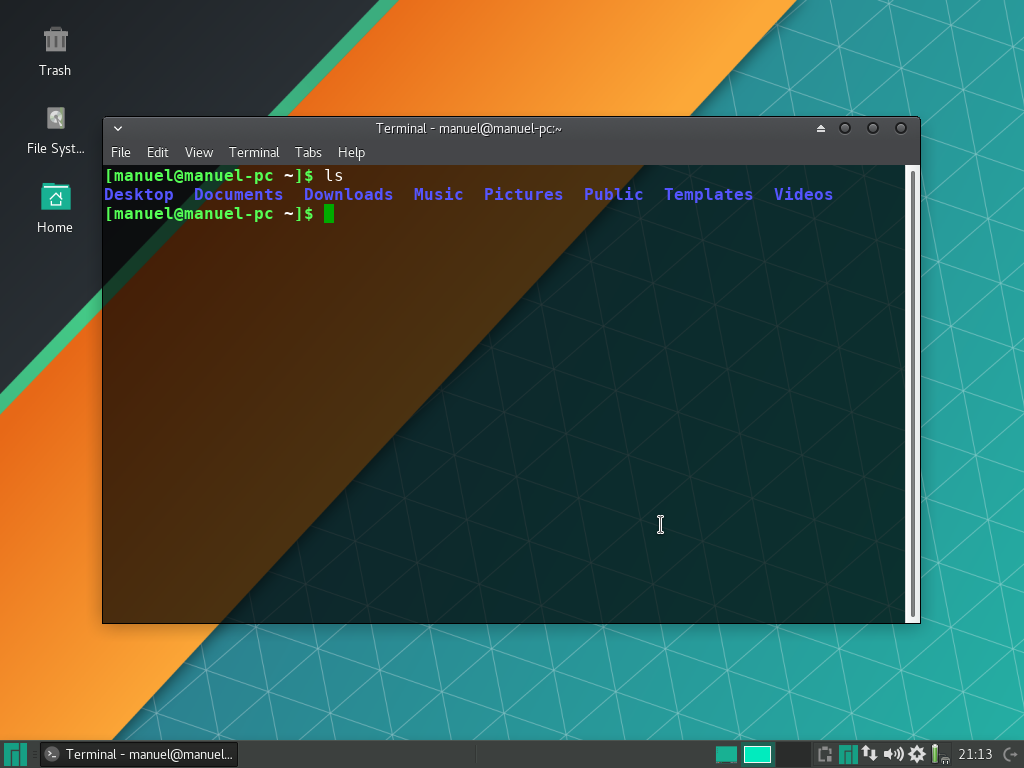 Trash
File Syst...
Home
Terminal - manuel@manuel-pc:~
File Edit View Terminal Tabs Help
[manuel@manuel-pc ~]$ ls
Desktop Documents Downloads Music Pictures Public Templates Videos
[manuel@manuel-pc ~]$
Terminal - manuel@manuel...
21:13